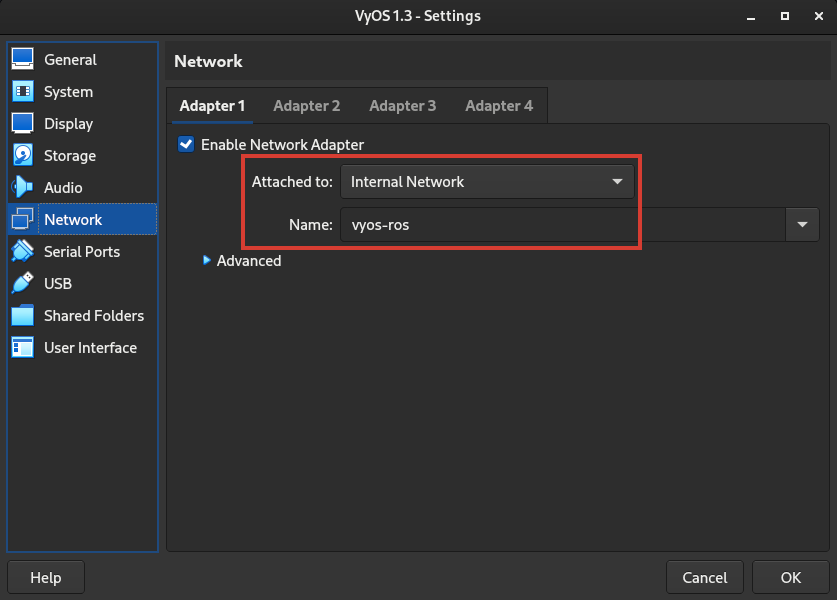 VyOS 1.3 - Settings
General
System
Display
Storage
Audio
Network
Serial Ports
USB
Shared Folders
User Interface
Network
Adapter 1 Adapter 2 Adapter 3 Adapter 4
Enable Network Adapter
Attached to: Internal Network
Name: vyos-ros
Advanced
Help Cancel OK